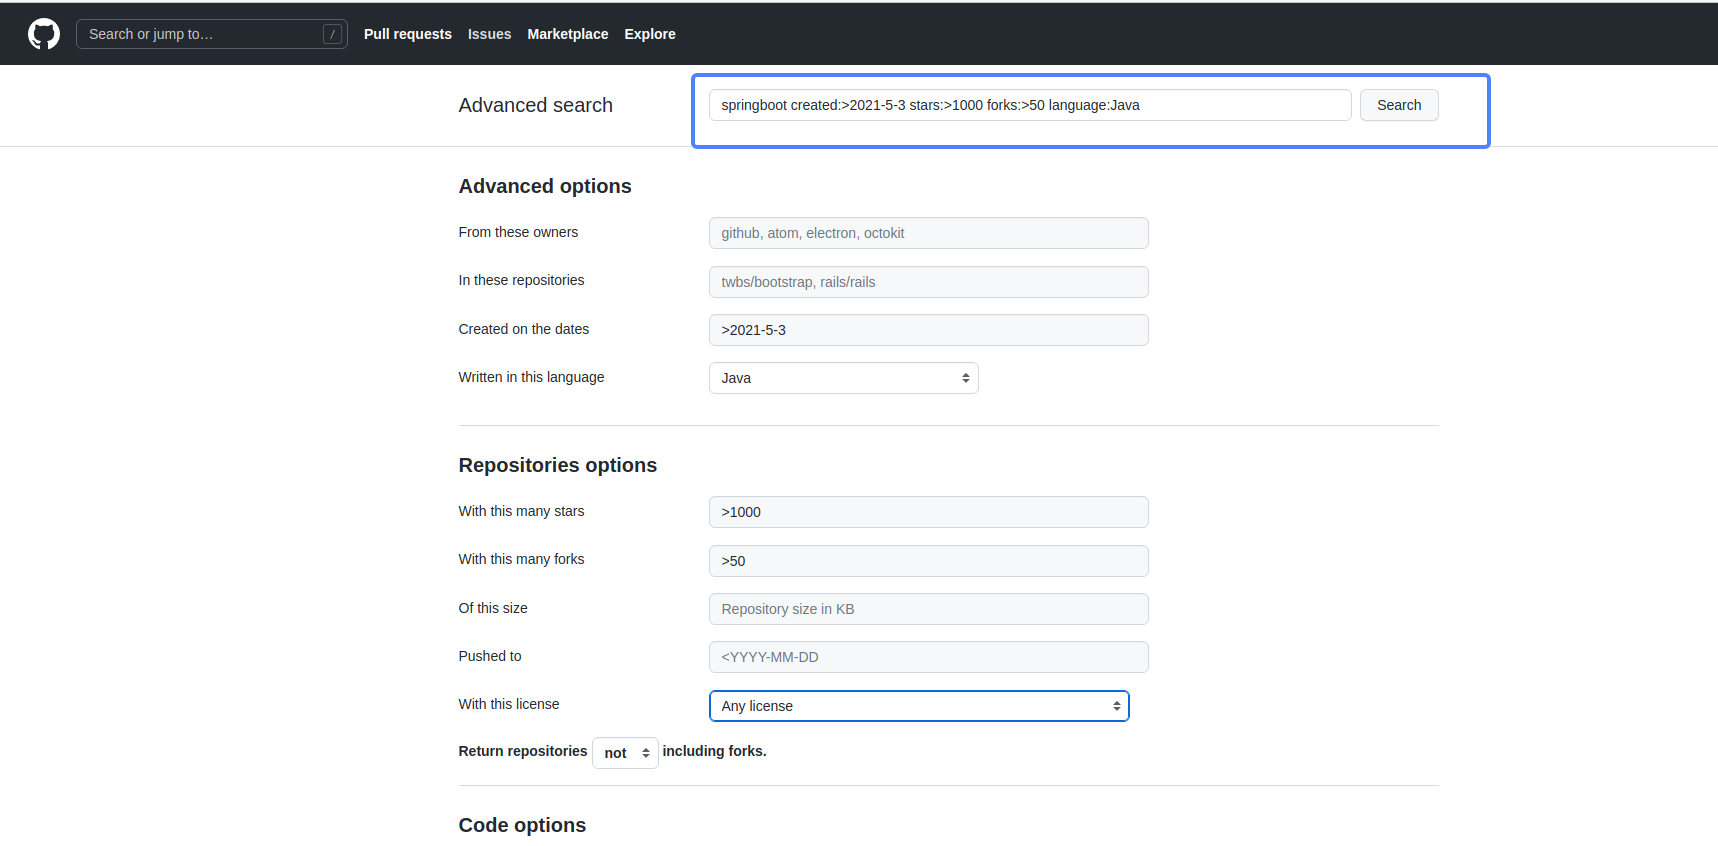 Search or jump to… / Pull requests Issues Marketplace Explore
Advanced search springboot created:>2021-5-3 stars:>1000 forks:>50 language:Java Search
Advanced options
From these owners github, atom, electron, octokit
In these repositories twbs/bootstrap, rails/rails
Created on the dates >2021-5-3
Written in this language Java
Repositories options
With this many stars >1000
With this many forks >50
Of this size Repository size in KB
Pushed to <YYYY-MM-DD
With this license Any license
Return repositories not including forks.
Code options